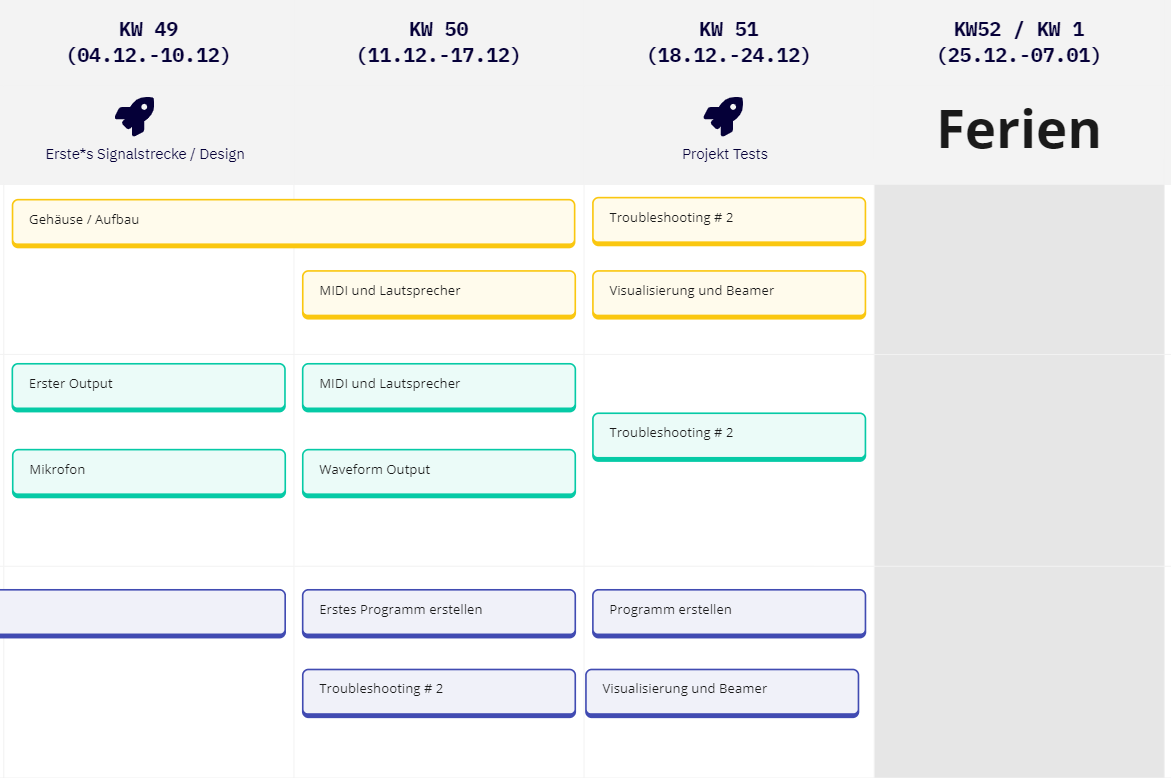 KW 49
(04.12.-10.12)
KW 50
(11.12.-17.12)
KW 51
(18.12.-24.12)
KW52 / KW 1
(25.12.-07.01)
Erste*s Signalstrecke / Design
Projekt Tests
Ferien
Gehäuse / Aufbau
Troubleshooting # 2
MIDI und Lautsprecher
Visualisierung und Beamer
Erster Output
MIDI und Lautsprecher
Troubleshooting # 2
Mikrofon
Waveform Output
Erstes Programm erstellen
Programm erstellen
Troubleshooting # 2
Visualisierung und Beamer